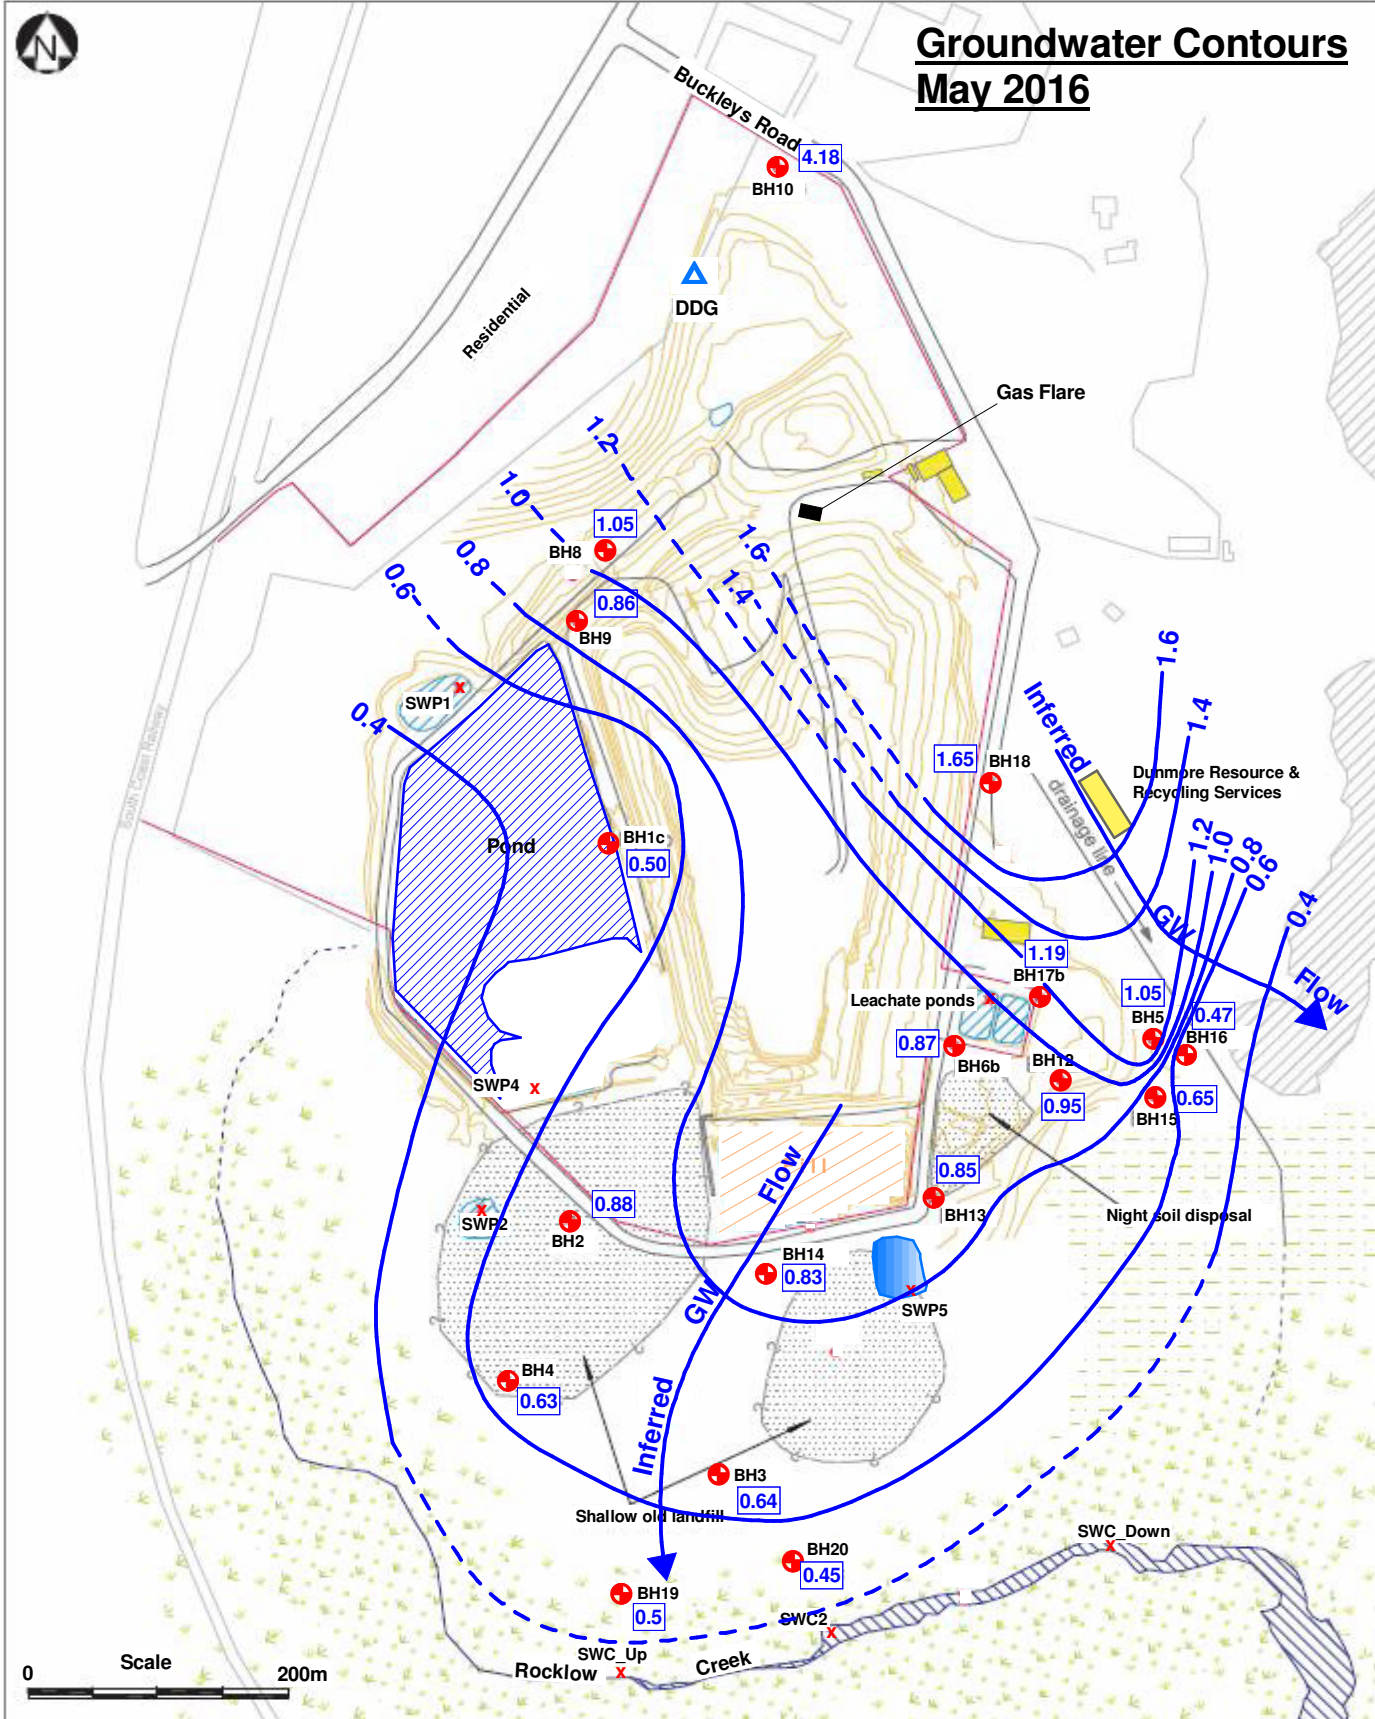 N
Groundwater Contours
May 2016
Buckleys Road
4.18
BH10
DDG
Residential
Gas Flare
1.2
1.0
1.05
BH8
0.8
0.6
1.6
1.4
0.86
BH9
SWP1
0.4
South Coast Railway
1.6
1.4
Inferred
GW
Flow
1.65
BH18
Dunmore Resource &
Recycling Services
drainage line
1.2
1.0
0.8
0.6
0.4
Pond
BH1c
0.50
1.19
BH17b
Leachate ponds
1.05
BH5
0.47
BH16
0.87
BH6b
BH12
0.95
0.65
BH15
SWP4
Flow
GW
Inferred
0.85
BH13
Night soil disposal
0.88
SWP2
BH2
BH14
0.83
SWP5
BH4
0.63
BH3
0.64
Shallow old landfill
SWC_Down
BH20
0.45
BH19
0.5
SWC2
SWC_Up
Rocklow
Creek
0
Scale
200m